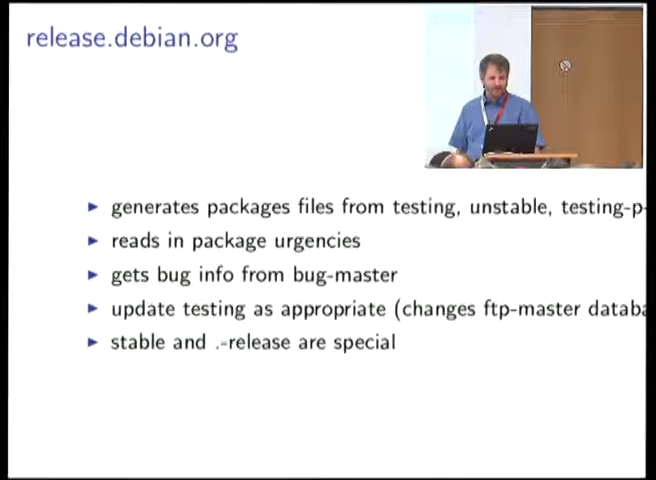 release.debian.org
generates packages files from testing, unstable, testing-p-
reads in package urgencies
gets bug info from bug-master
update testing as appropriate (changes ftp-master databa
stable and .-release are special